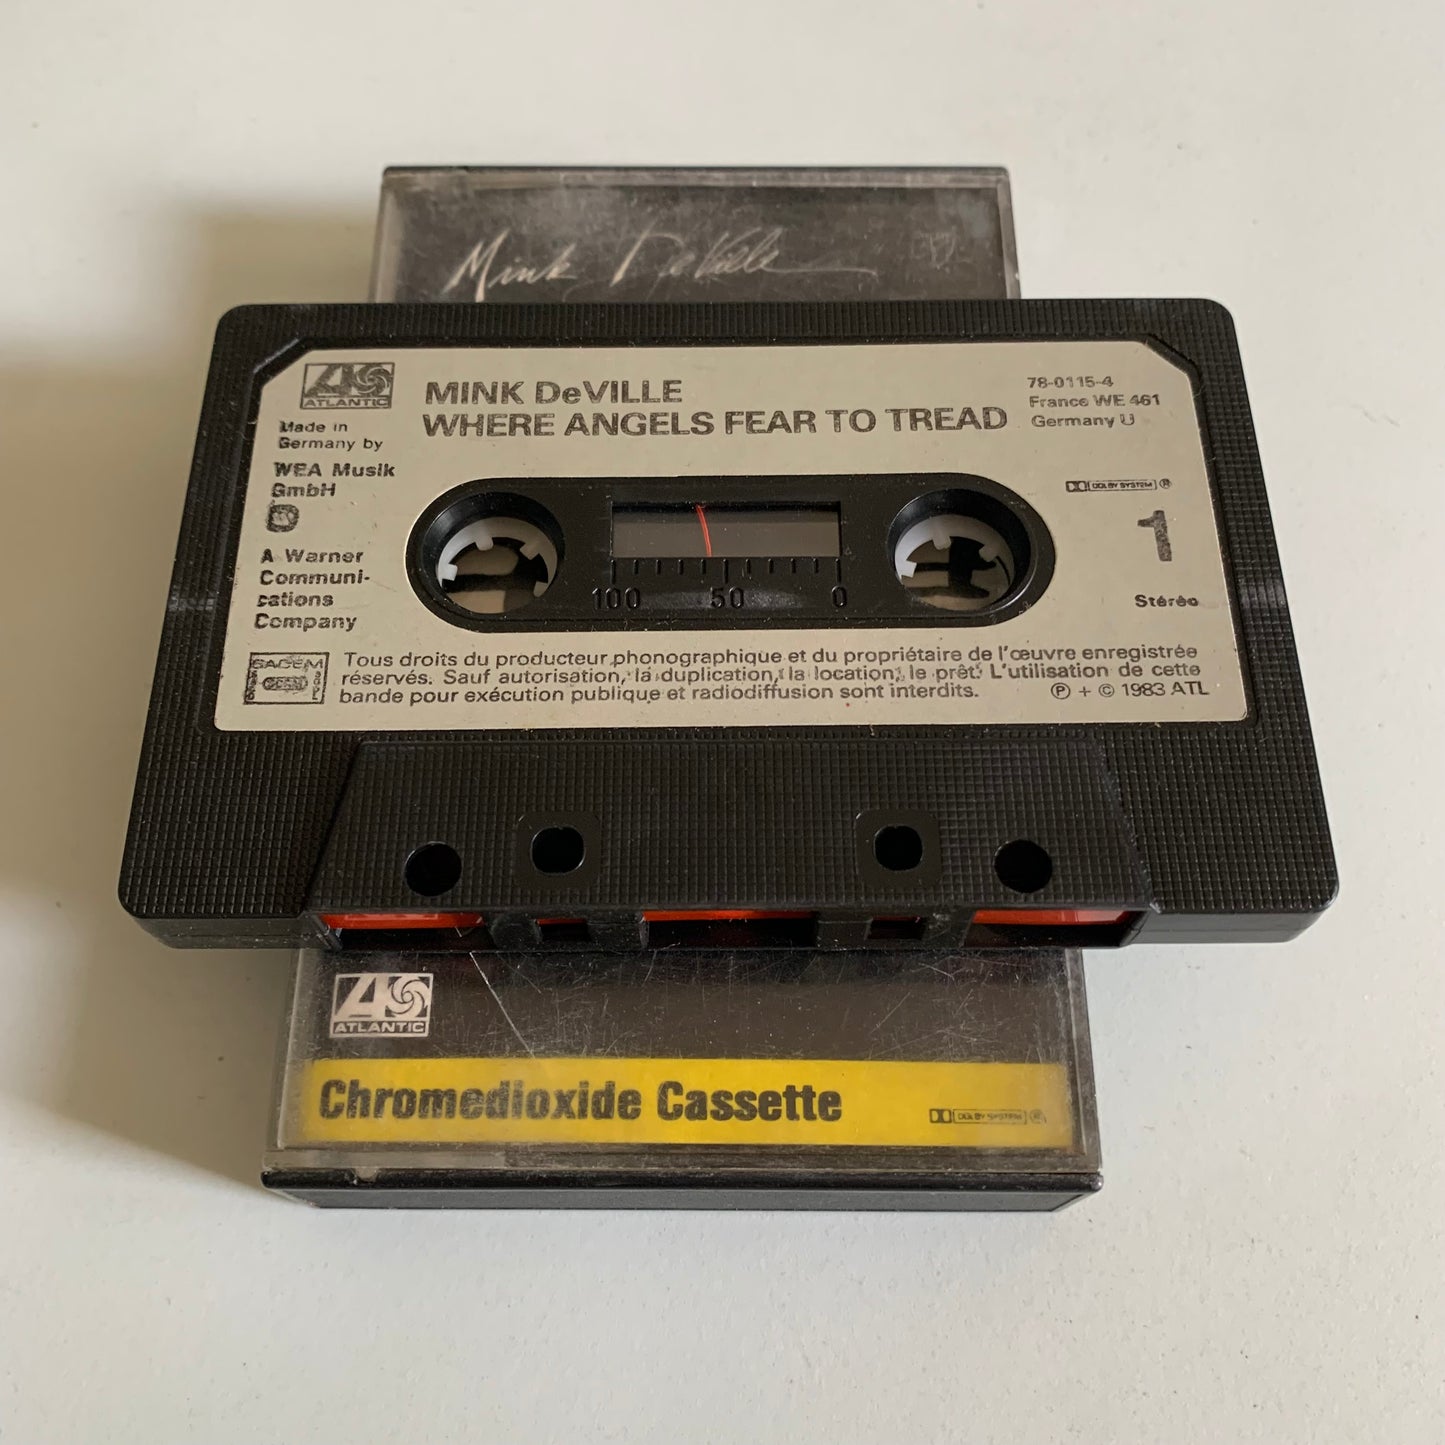 Mink DeVille
ATLANTIC
MINK DeVILLE
WHERE ANGELS FEAR TO TREAD
78-0115-4
France WE 461
Germany U
Made in
Germany by
WEA Musik
GmbH
A Warner
Communi-
cations
Company
DOLBY SYSTEM ®
1
Stéréo
100 50 0
SACEM
Tous droits du producteur phonographique et du propriétaire de l'œuvre enregistrée
réservés. Sauf autorisation, la duplication, la location, le prêt, L'utilisation de cette
bande pour exécution publique et radiodiffusion sont interdits.
℗ + © 1983 ATL
ATLANTIC
Chromedioxide Cassette
DOLBY SYSTEM ®